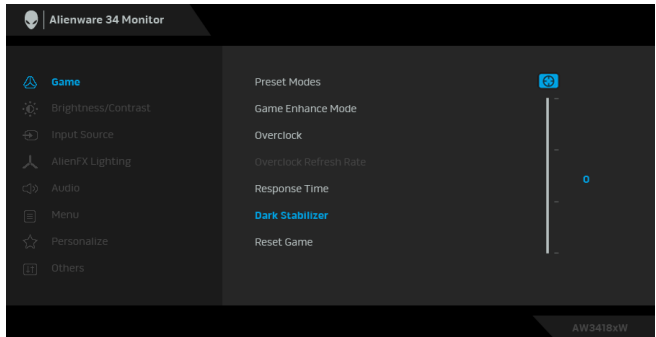 Alienware 34 Monitor
Game
Preset Modes
Brightness/Contrast
Game Enhance Mode
Input Source
Overclock
AlienFX Lighting
Overclock Refresh Rate
Audio
Response Time
0
Menu
Dark Stabilizer
Personalize
Reset Game
Others
AW3418xW